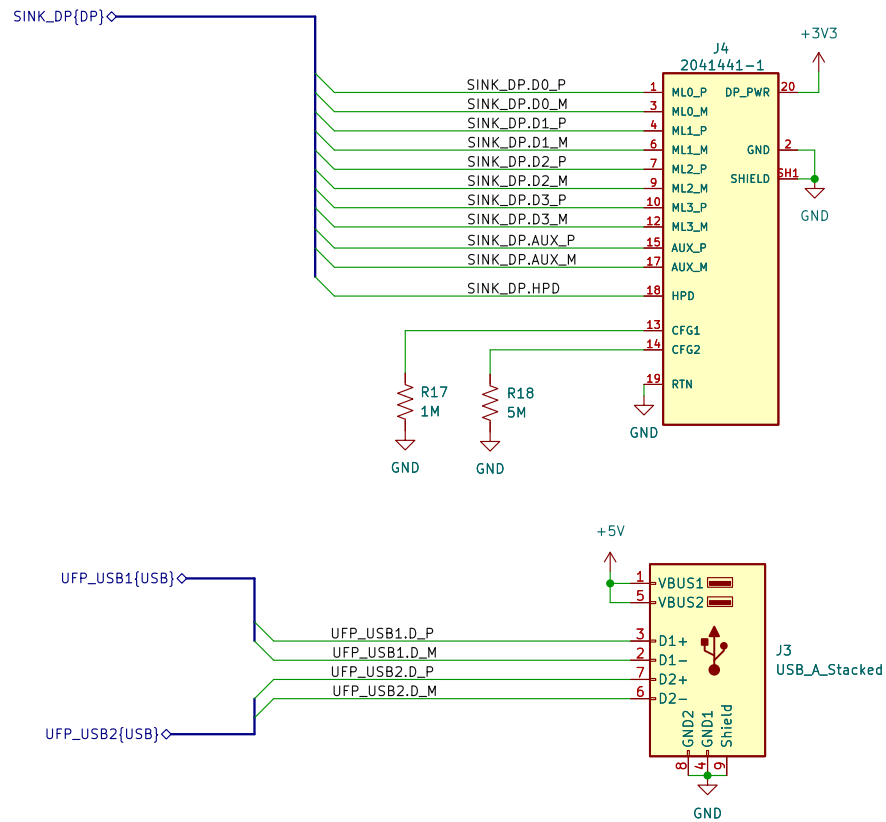 SINK_DP{DP}
+3V3
J4
2041441-1
SINK_DP.D0_P 1 ML0_P DP_PWR 20
SINK_DP.D0_M 3 ML0_M
SINK_DP.D1_P 4 ML1_P
SINK_DP.D1_M 6 ML1_M GND 2
SINK_DP.D2_P 7 ML2_P
SINK_DP.D2_M 9 ML2_M SHIELD SH1
SINK_DP.D3_P 10 ML3_P
GND
SINK_DP.D3_M 12 ML3_M
SINK_DP.AUX_P 15 AUX_P
SINK_DP.AUX_M 17 AUX_M
SINK_DP.HPD 18 HPD
13 CFG1
14 CFG2
19 RTN
R17
1M
R18
5M
GND
GND
GND
+5V
UFP_USB1{USB}
1 VBUS1
5 VBUS2
UFP_USB1.D_P 3 D1+
UFP_USB1.D_M 2 D1-
UFP_USB2.D_P 7 D2+
UFP_USB2.D_M 6 D2-
J3
USB_A_Stacked
UFP_USB2{USB}
GND2 GND1 Shield
8 4 9
GND